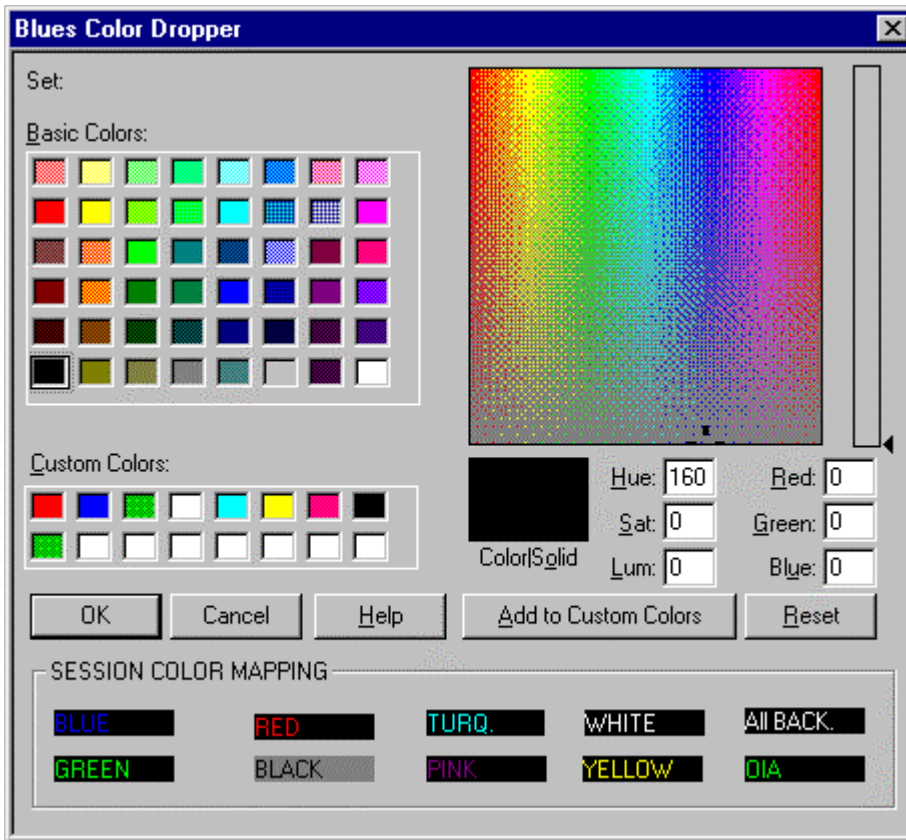 Blues Color Dropper
Set:
Basic Colors:
Custom Colors:
Color|Solid
Hue: 160
Sat: 0
Lum: 0
Red: 0
Green: 0
Blue: 0
OK Cancel Help Add to Custom Colors Reset
SESSION COLOR MAPPING
BLUE RED TURQ. WHITE All BACK.
GREEN BLACK PINK YELLOW OIA